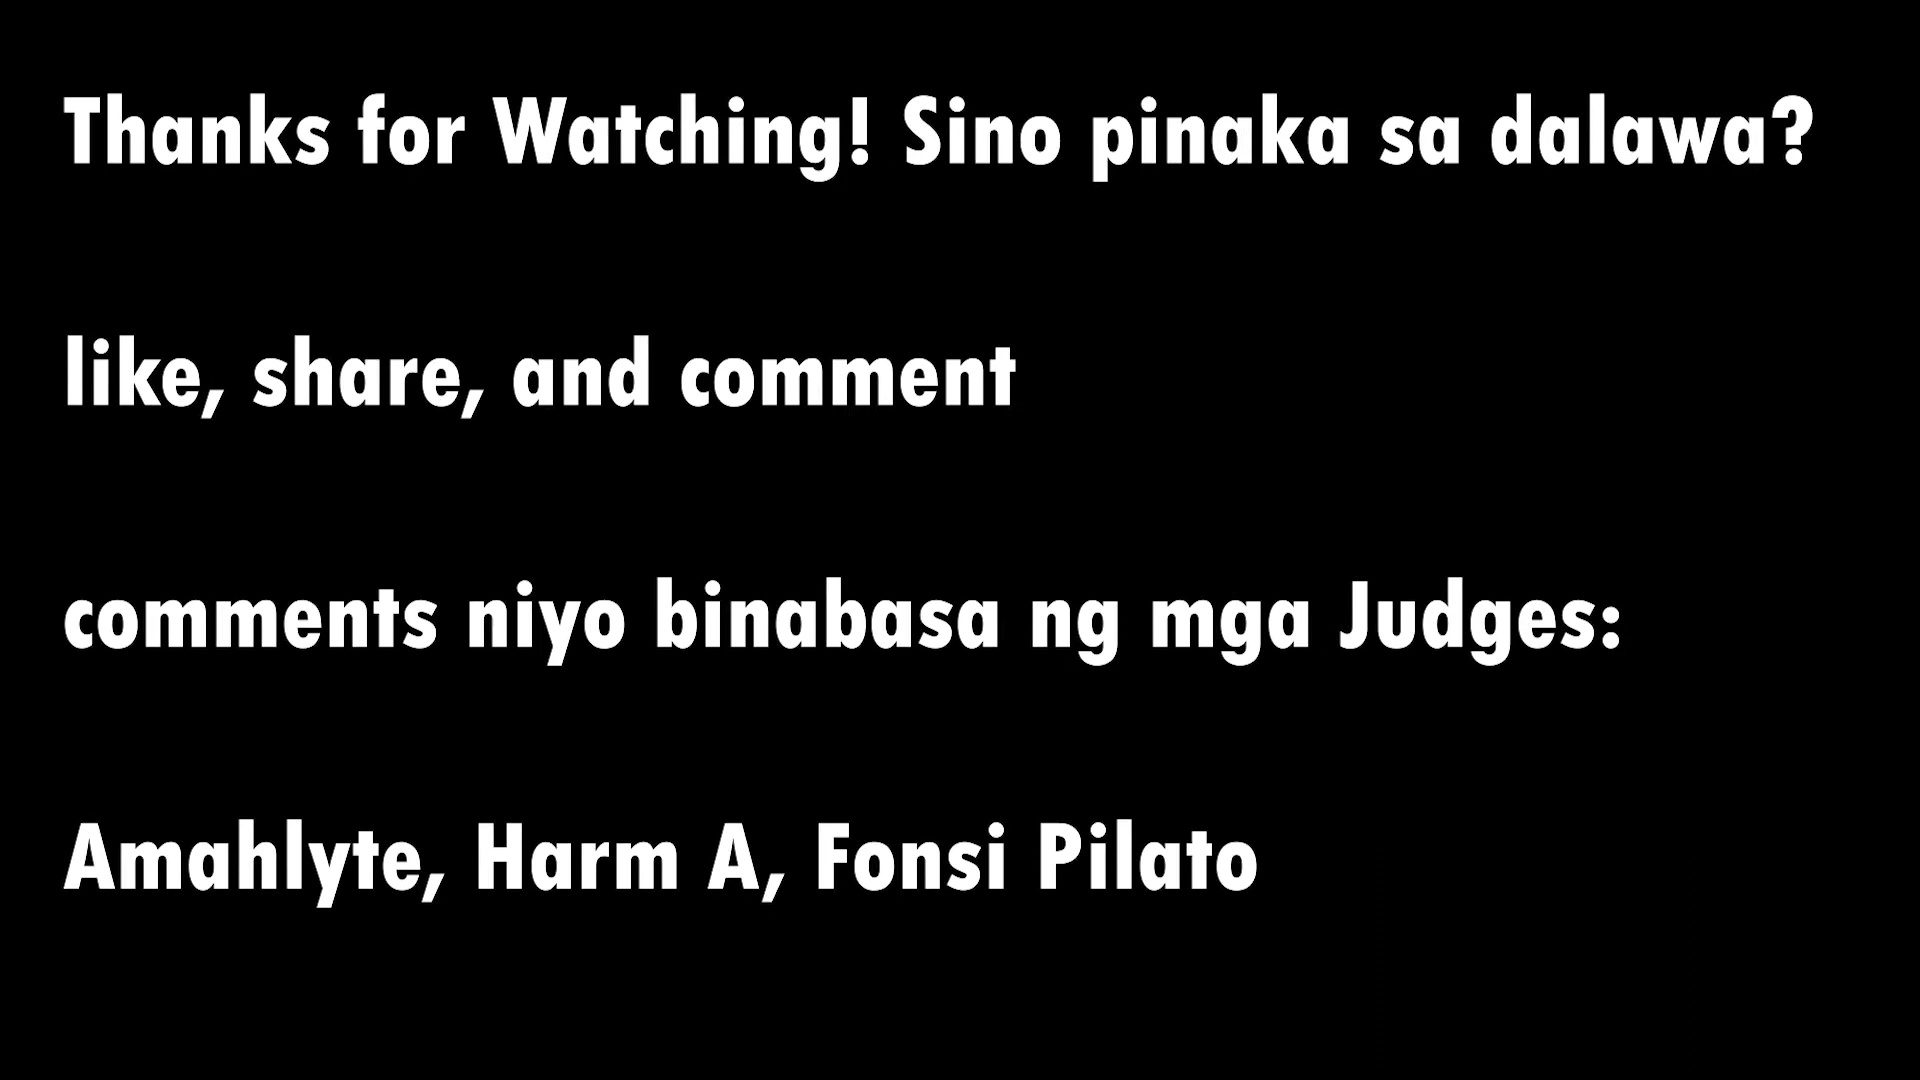 Thanks for Watching! Sino pinaka sa dalawa?
like, share, and comment
comments niyo binabasa ng mga Judges:
Amahlyte, Harm A, Fonsi Pilato